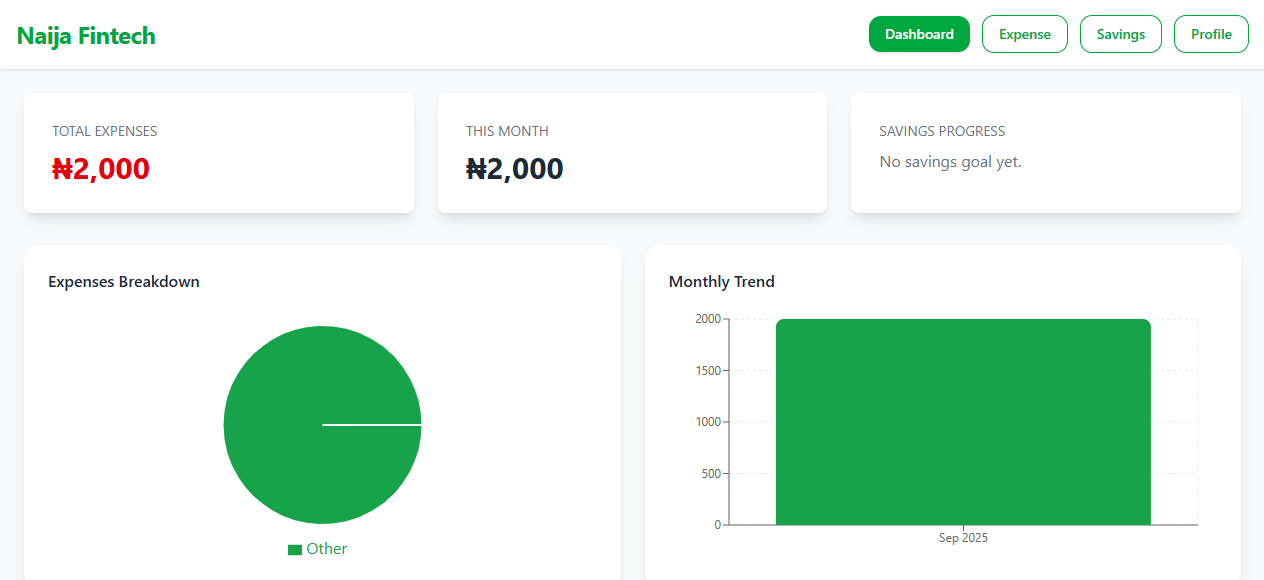 Naija Fintech
Dashboard
Expense
Savings
Profile
TOTAL EXPENSES
₦2,000
THIS MONTH
₦2,000
SAVINGS PROGRESS
No savings goal yet.
Expenses Breakdown
Other
Monthly Trend
2000
1500
1000
500
0
Sep 2025